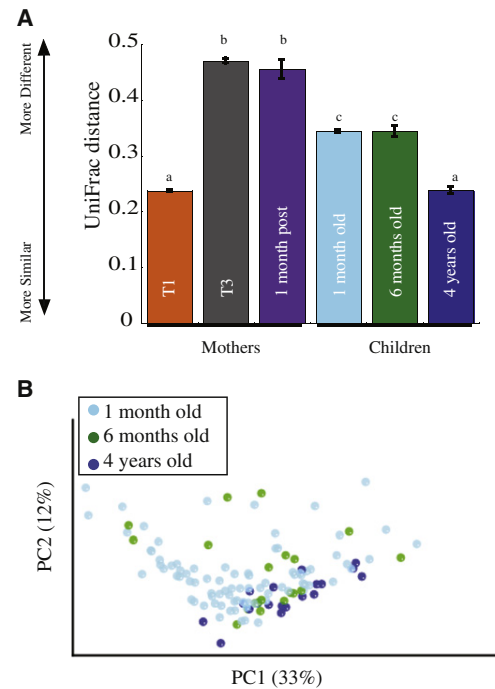 A
More Different
More Similar
UniFrac distance
0.5
0.4
0.3
0.2
0.1
0
a
b
b
c
c
a
T1
T3
1 month post
1 month old
6 months old
4 years old
Mothers
Children
B
1 month old
6 months old
4 years old
PC2 (12%)
PC1 (33%)